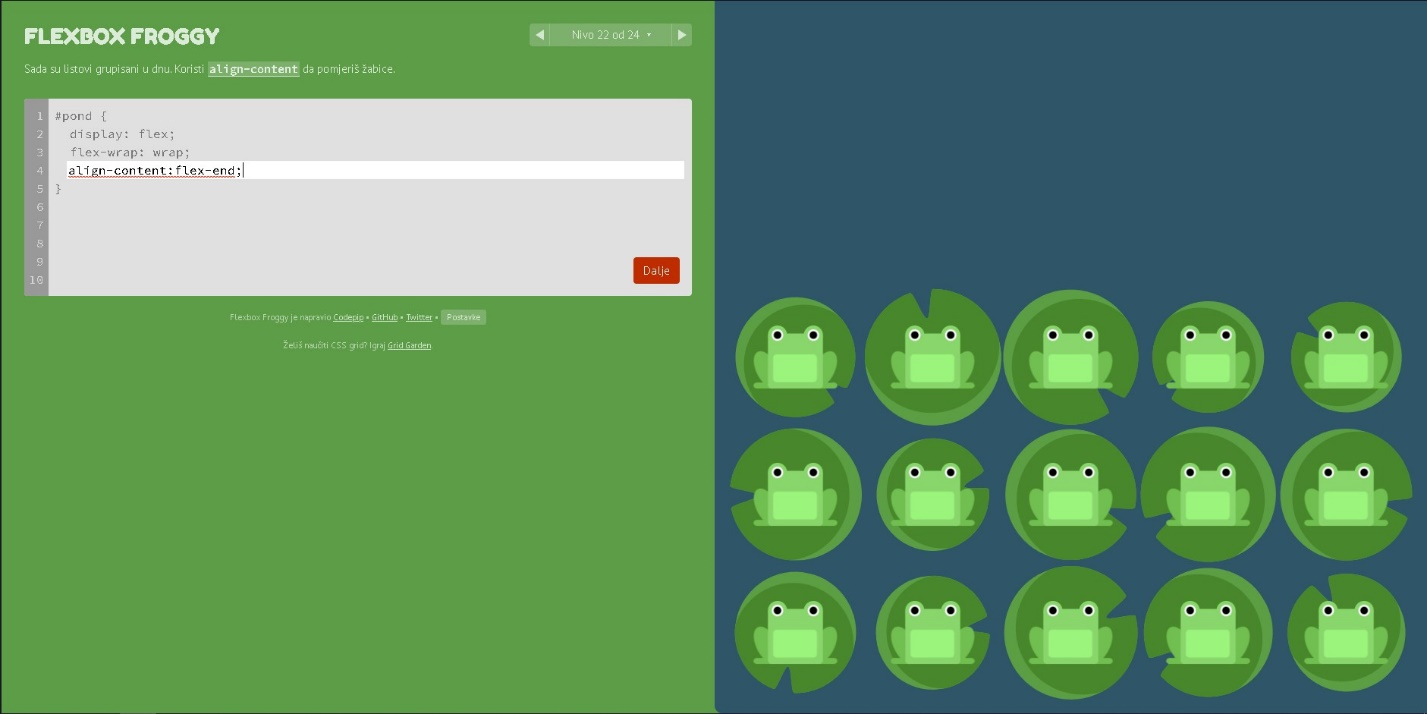 FLEXBOX FROGGY
Nivo 22 od 24
Sada su listovi grupisani u dnu. Koristi align-content da pomjeriš žabice.
1 #pond {
2 display: flex;
3 flex-wrap: wrap;
4 align-content:flex-end;
5 }
6
7
8
9
10
Dalje
Flexbox Froggy je napravio Codepip • GitHub • Twitter • Postavke
Želiš naučiti CSS grid? Igraj Grid Garden.